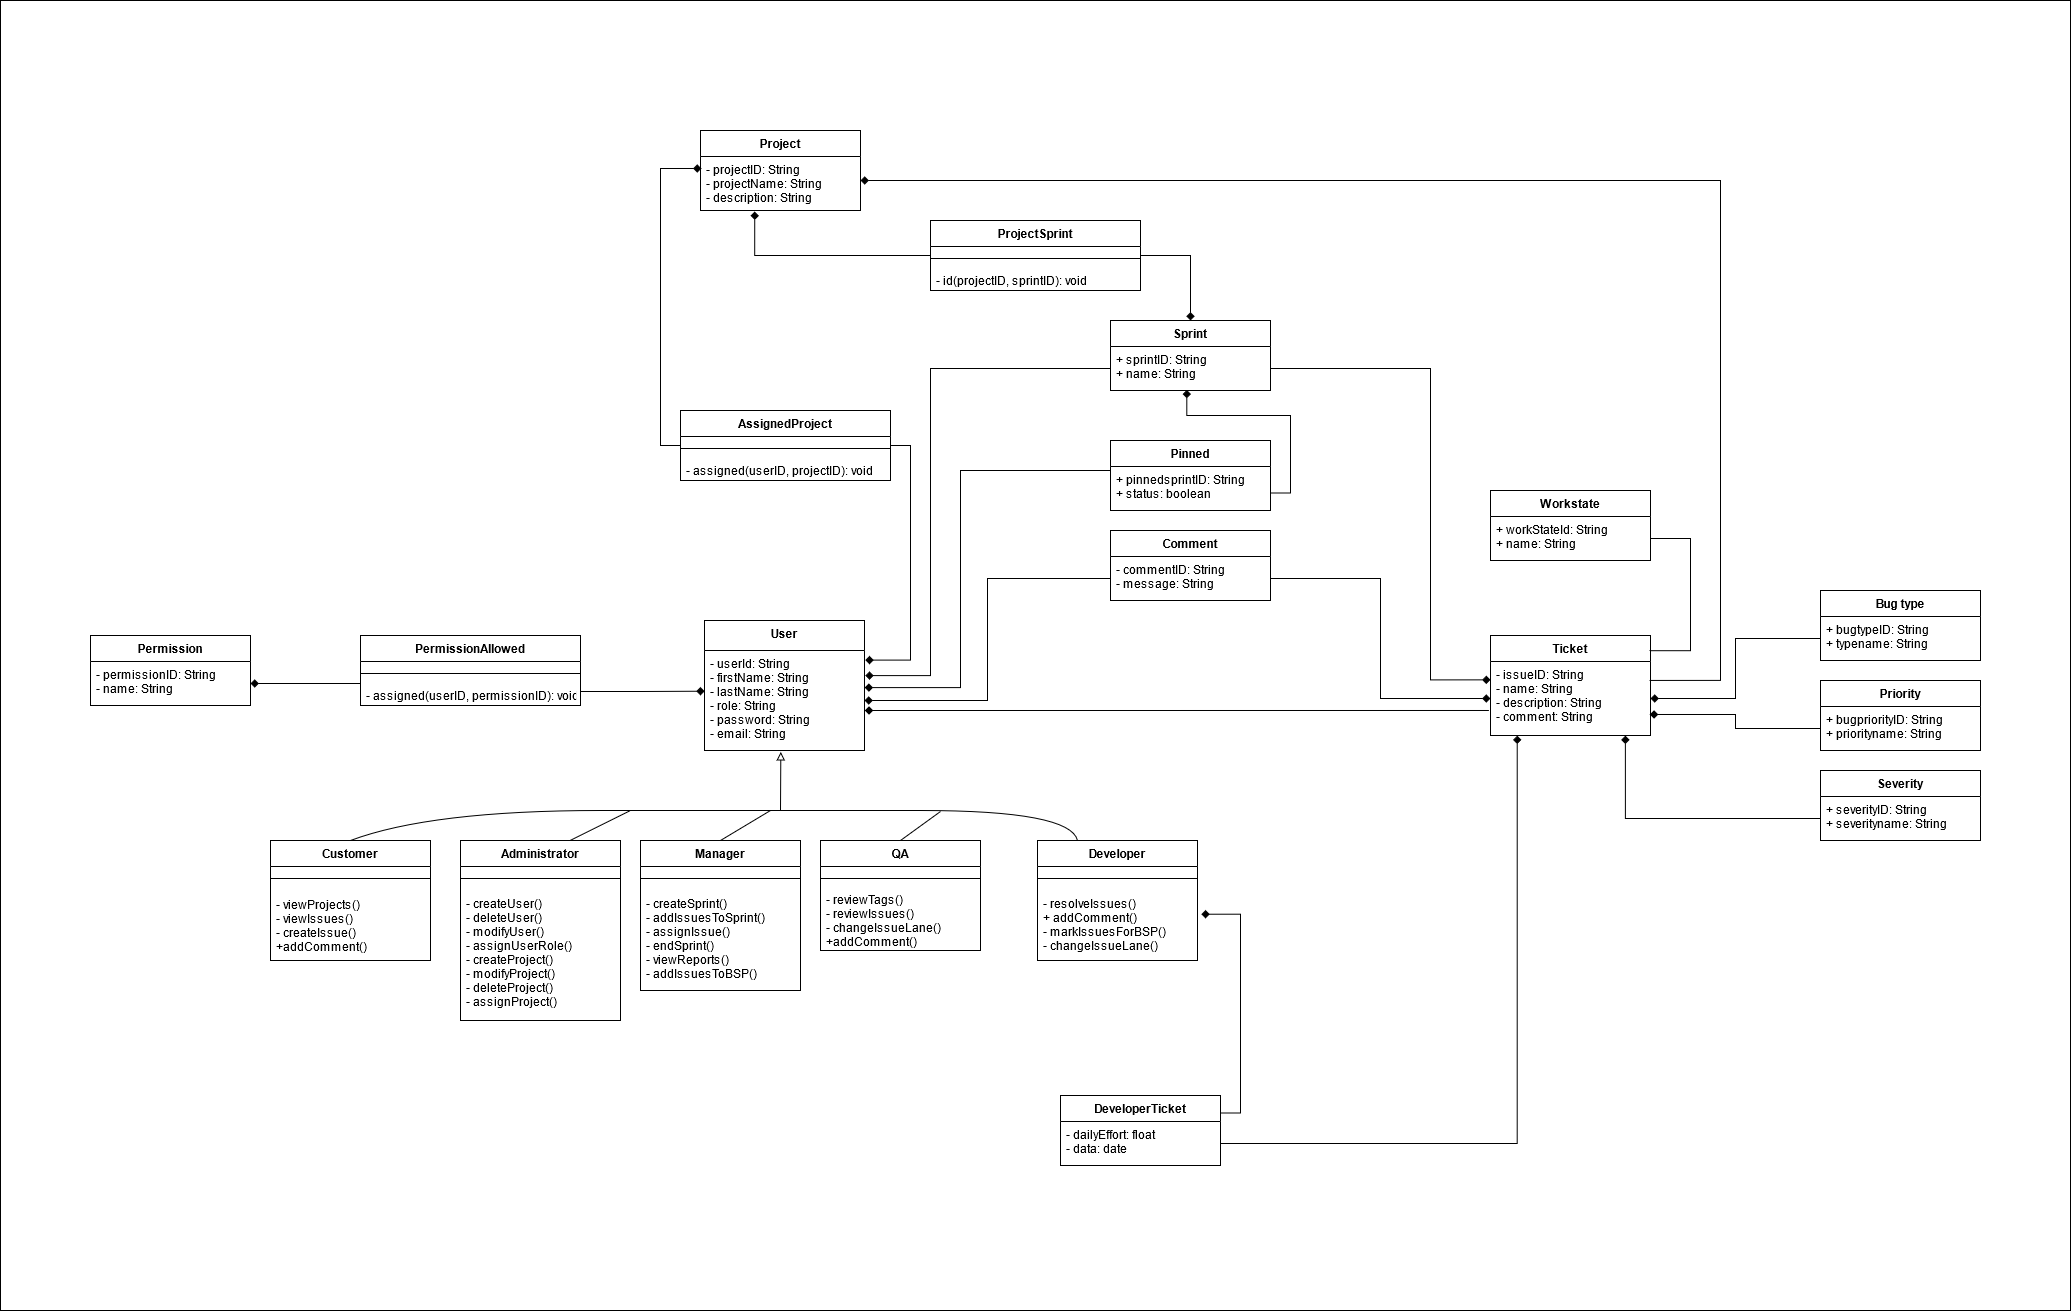 Project
- projectID: String
- projectName: String
- description: String
ProjectSprint
- id(projectID, sprintID): void
Sprint
+ sprintID: String
+ name: String
AssignedProject
- assigned(userID, projectID): void
Pinned
+ pinnedsprintID: String
+ status: boolean
Workstate
+ workStateId: String
+ name: String
Comment
- commentID: String
- message: String
Bug type
+ bugtypeID: String
+ typename: String
Permission
- permissionID: String
- name: String
PermissionAllowed
- assigned(userID, permissionID): void
User
- userId: String
- firstName: String
- lastName: String
- role: String
- password: String
- email: String
Ticket
- issueID: String
- name: String
- description: String
- comment: String
Priority
+ bugpriorityID: String
+ priorityname: String
Severity
+ severityID: String
+ severityname: String
Customer
- viewProjects()
- viewIssues()
- createIssue()
+addComment()
Administrator
- createUser()
- deleteUser()
- modifyUser()
- assignUserRole()
- createProject()
- modifyProject()
- deleteProject()
- assignProject()
Manager
- createSprint()
- addIssuesToSprint()
- assignIssue()
- endSprint()
- viewReports()
- addIssuesToBSP()
QA
- reviewTags()
- reviewIssues()
- changeIssueLane()
+addComment()
Developer
- resolveIssues()
+ addComment()
- markIssuesForBSP()
- changeIssueLane()
DeveloperTicket
- dailyEffort: float
- data: date